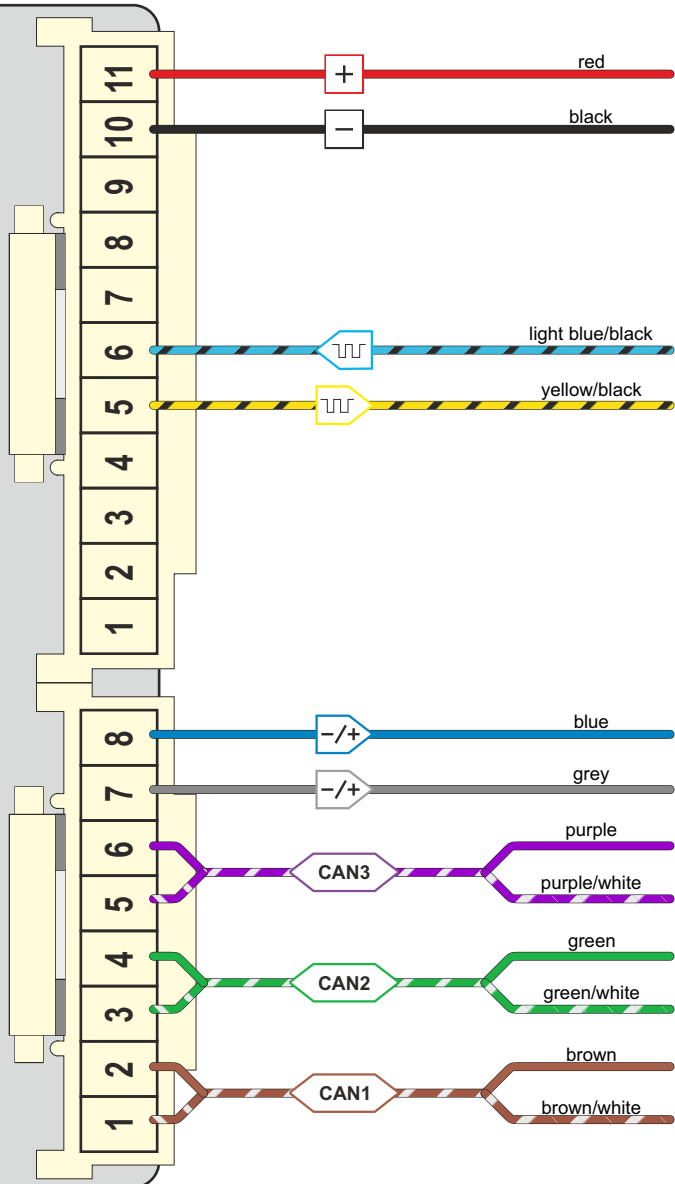 11 + red
10 − black
9
8
7
6 light blue/black
5 yellow/black
4
3
2
1
8 −/+ blue
7 −/+ grey
6 purple
CAN3
5 purple/white
4 green
CAN2
3 green/white
2 brown
CAN1
1 brown/white